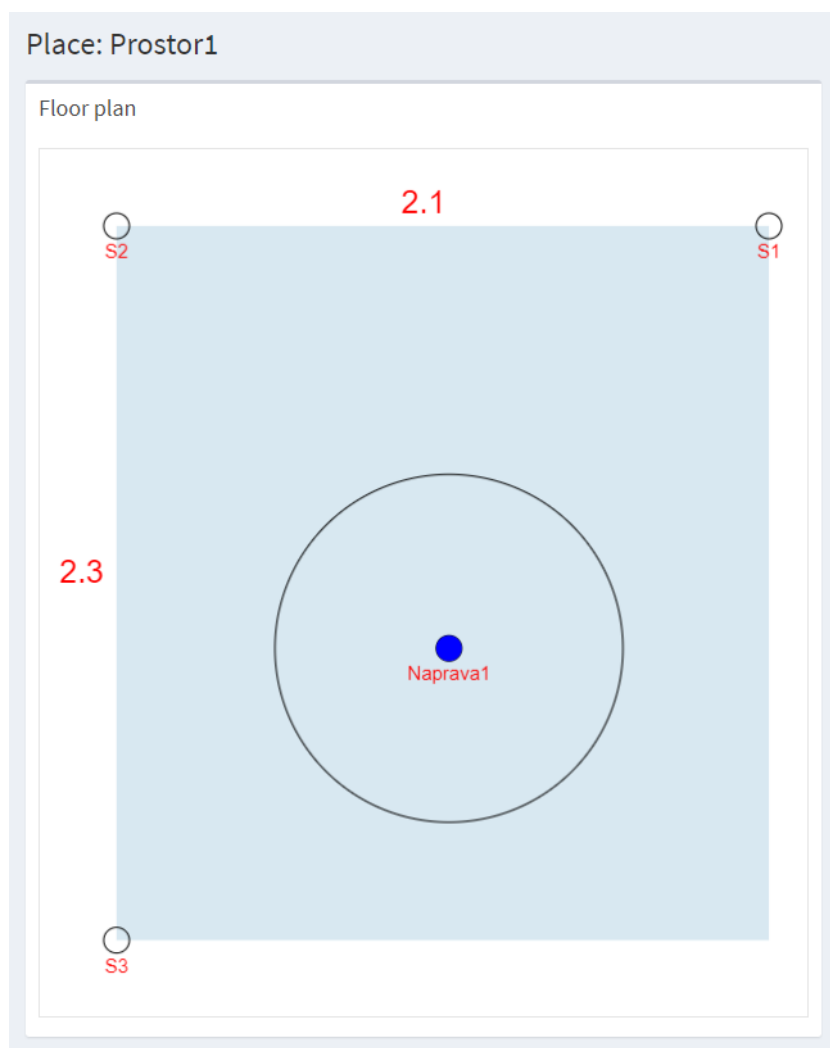 Place: Prostor1
Floor plan
2.1
S2
S1
2.3
Naprava1
S3